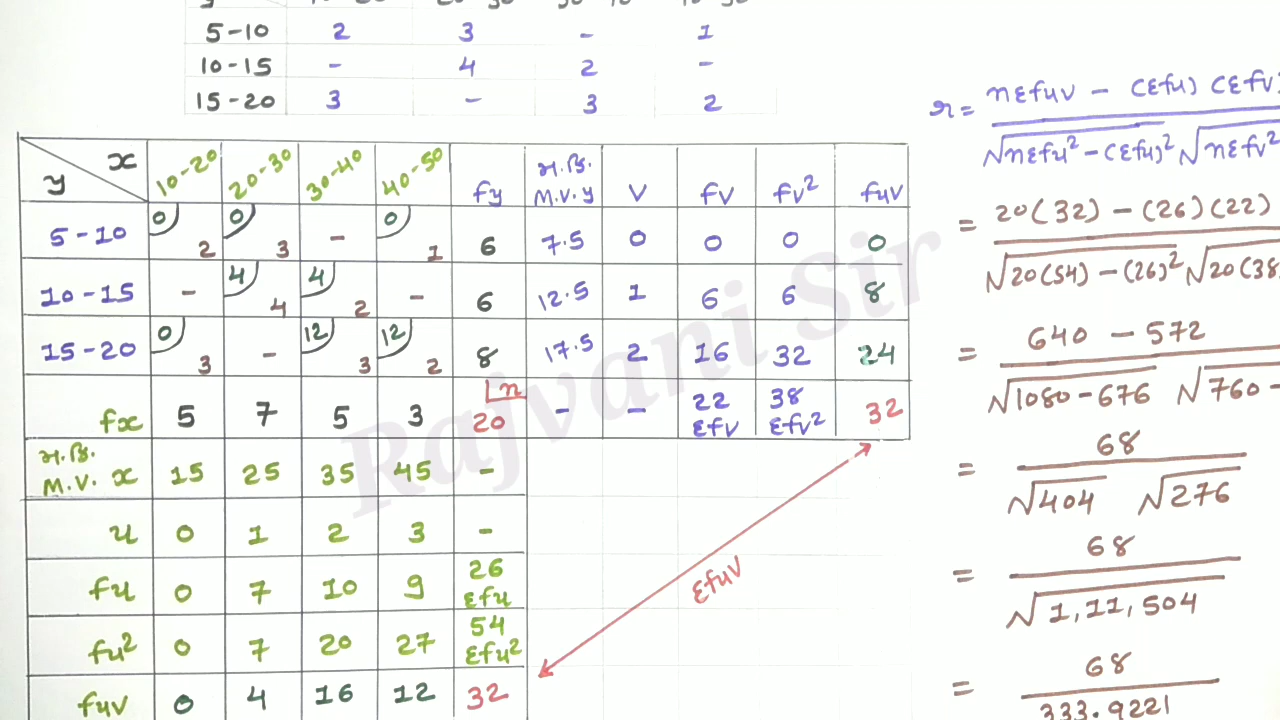 5-10 2 3 - 1
10-15 - 4 2 -
15-20 3 - 3 2
x y 10-20 20-30 30-40 40-50 fy મ.કિં. M.V. y V fV fV² fuV
5-10 0 2 0 3 - 0 1 6 7.5 0 0 0 0
10-15 - 4 4 4 2 - 6 12.5 1 6 6 8
15-20 0 3 - 12 3 12 2 8 17.5 2 16 32 24
fx 5 7 5 3 n 20 - - 22 Σfv 38 Σfv² 32
મ.કિં. M.V. x 15 25 35 45 -
u 0 1 2 3 -
fu 0 7 10 9 26 Σfu
fu² 0 7 20 27 54 Σfu²
fuv 0 4 16 12 32
Σfuv
r = nΣfuv - (Σfu) (Σfv)
√nΣfu² - (Σfu)² √nΣfv²
= 20(32) - (26)(22)
√20(54) - (26)² √20(38
= 640 - 572
√1080 - 676 √760 -
= 68
√404 √276
= 68
√1,11,504
= 68
333.9221
Rajvani Sir